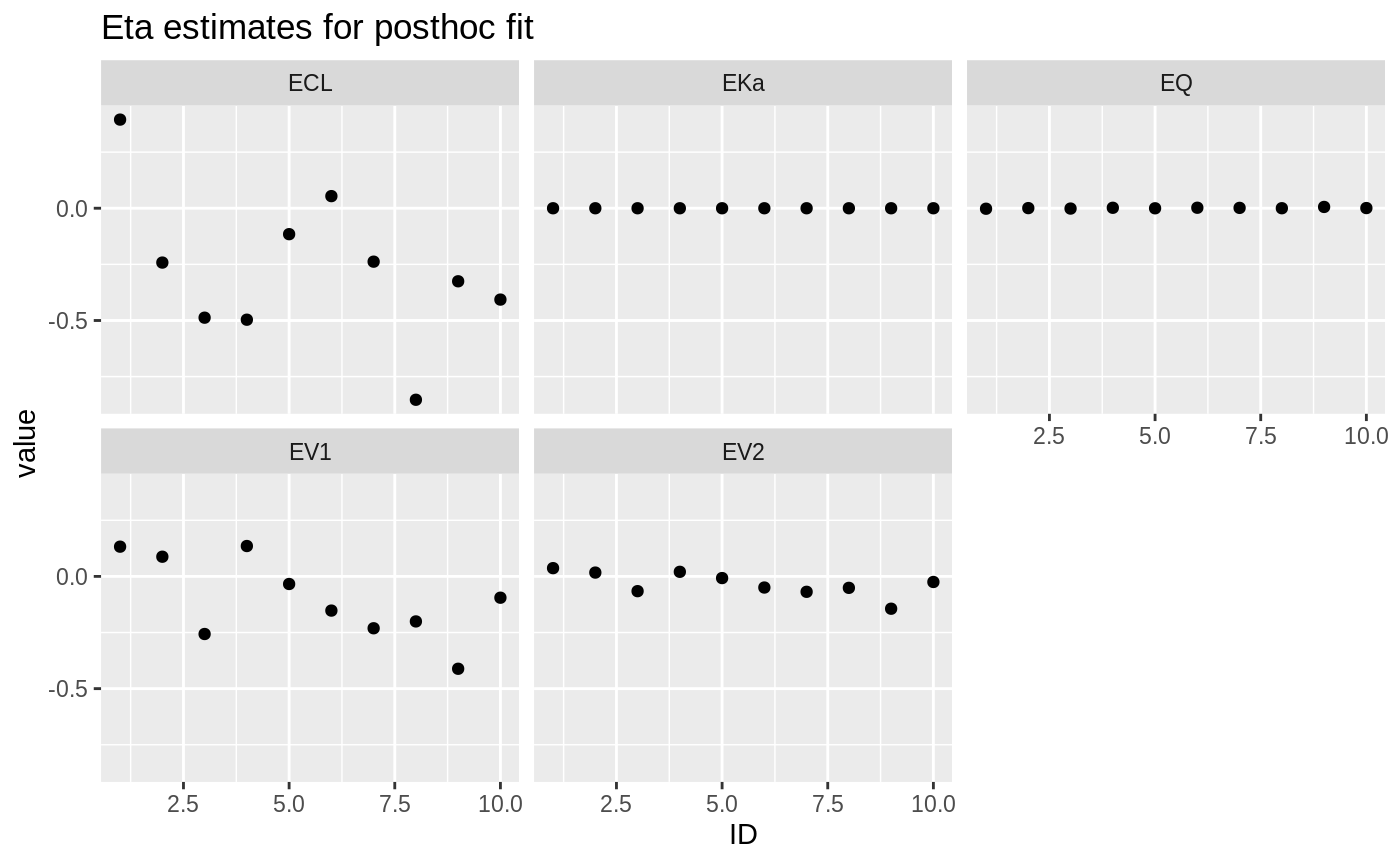 Eta estimates for posthoc fit
ECL EKa EQ
0.0
-0.5
2.5 5.0 7.5 10.0
value
EV1 EV2
0.0
-0.5
2.5 5.0 7.5 10.0 2.5 5.0 7.5 10.0
ID